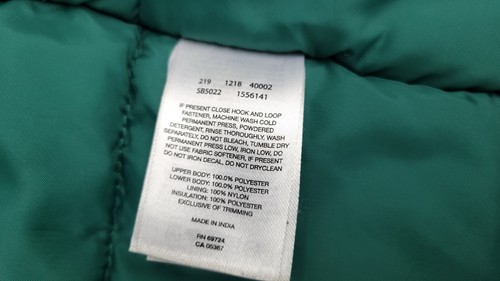 219 1218 40002
SB5022 1556141
IF PRESENT CLOSE HOOK AND LOOP
FASTENER, MACHINE WASH COLD
PERMANENT PRESS, POWDERED
DETERGENT, RINSE THOROUGHLY, WASH
SEPARATELY, DO NOT BLEACH, TUMBLE DRY
PERMANENT PRESS LOW, IRON LOW, DO
NOT USE FABRIC SOFTENER, IF PRESENT
DO NOT IRON DECAL, DO NOT DRYCLEAN
UPPER BODY: 100.0% POLYESTER
LOWER BODY: 100.0% POLYESTER
LINING: 100% NYLON
INSULATION: 100% POLYESTER
EXCLUSIVE OF TRIMMING
MADE IN INDIA
RN 69724
CA 05367